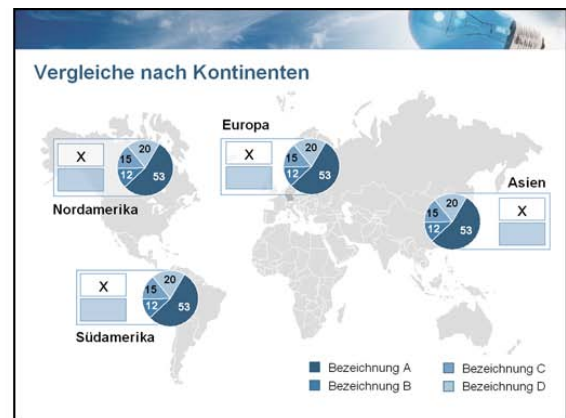 Vergleiche nach Kontinenten
X
20
15
12
53
Nordamerika
Europa
X
20
15
12
53
Asien
20
15
12
53
X
X
20
15
12
53
Südamerika
Bezeichnung A
Bezeichnung C
Bezeichnung B
Bezeichnung D